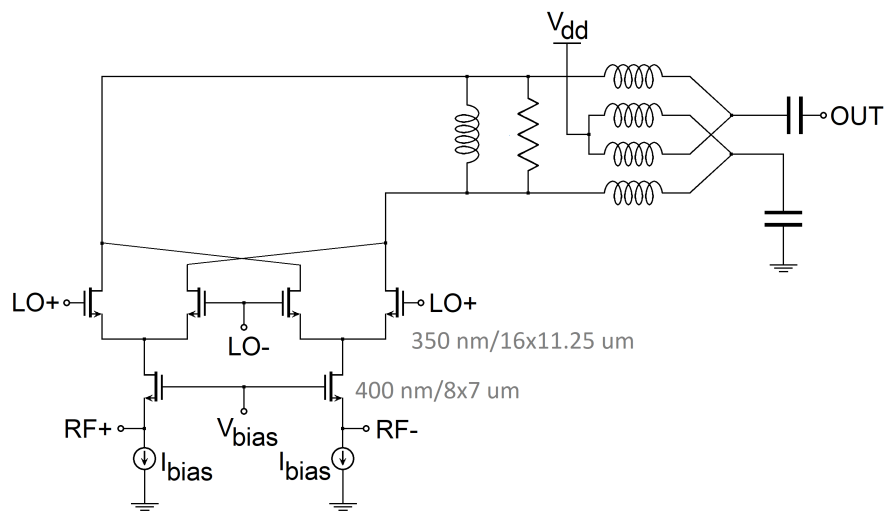 Vdd
OUT
LO+
LO-
LO+
350 nm/16x11.25 um
400 nm/8x7 um
RF+
Vbias
RF-
Ibias
Ibias